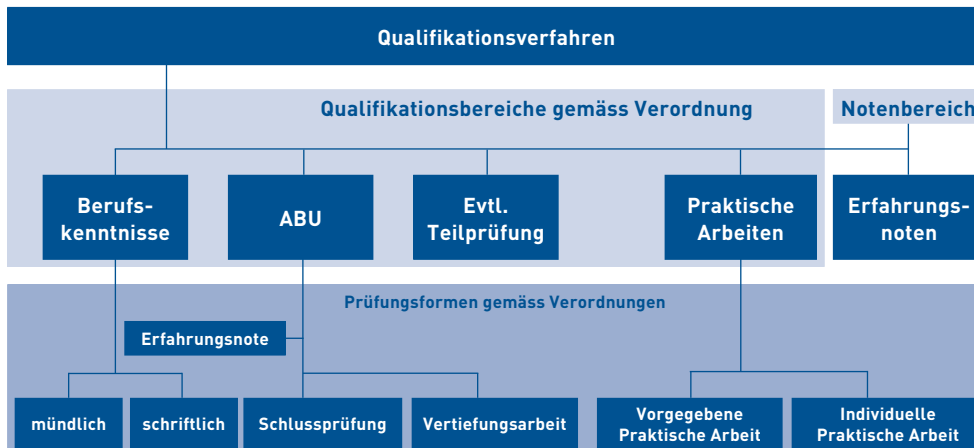 Qualifikationsverfahren
Qualifikationsbereiche gemäss Verordnung
Notenbereich
Berufs-
kenntnisse
ABU
Evtl.
Teilprüfung
Praktische
Arbeiten
Erfahrungs-
noten
Prüfungsformen gemäss Verordnungen
Erfahrungsnote
mündlich
schriftlich
Schlussprüfung
Vertiefungsarbeit
Vorgegebene
Praktische Arbeit
Individuelle
Praktische Arbeit